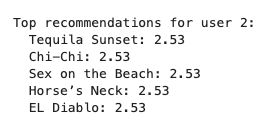 Top recommendations for user 2:
  Tequila Sunset: 2.53
  Chi–Chi: 2.53
  Sex on the Beach: 2.53
  Horse’s Neck: 2.53
  EL Diablo: 2.53